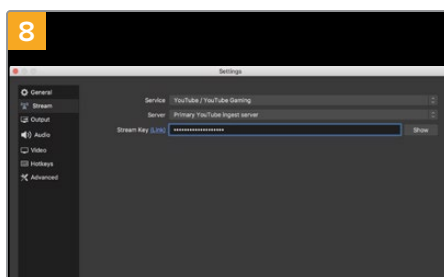 8
Settings
General
Stream
Output
Audio
Video
Hotkeys
Advanced
Service YouTube / YouTube Gaming
Server Primary YouTube ingest server
Stream Key (Link) •••••••••••••••••••• Show